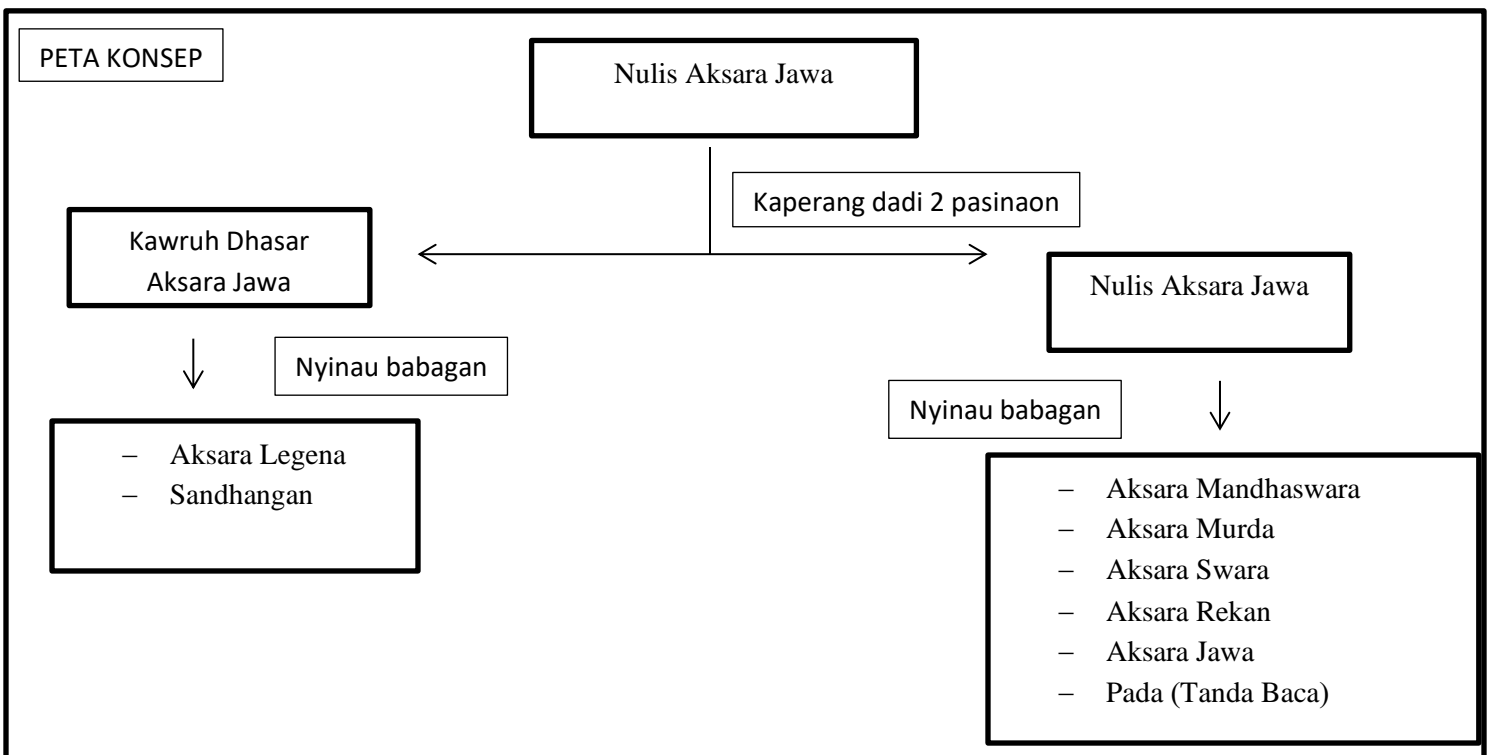 PETA KONSEP
Nulis Aksara Jawa
Kaperang dadi 2 pasinaon
Kawruh Dhasar
Aksara Jawa
Nulis Aksara Jawa
Nyinau babagan
Nyinau babagan
– Aksara Legena
– Sandhangan
– Aksara Mandhaswara
– Aksara Murda
– Aksara Swara
– Aksara Rekan
– Aksara Jawa
– Pada (Tanda Baca)